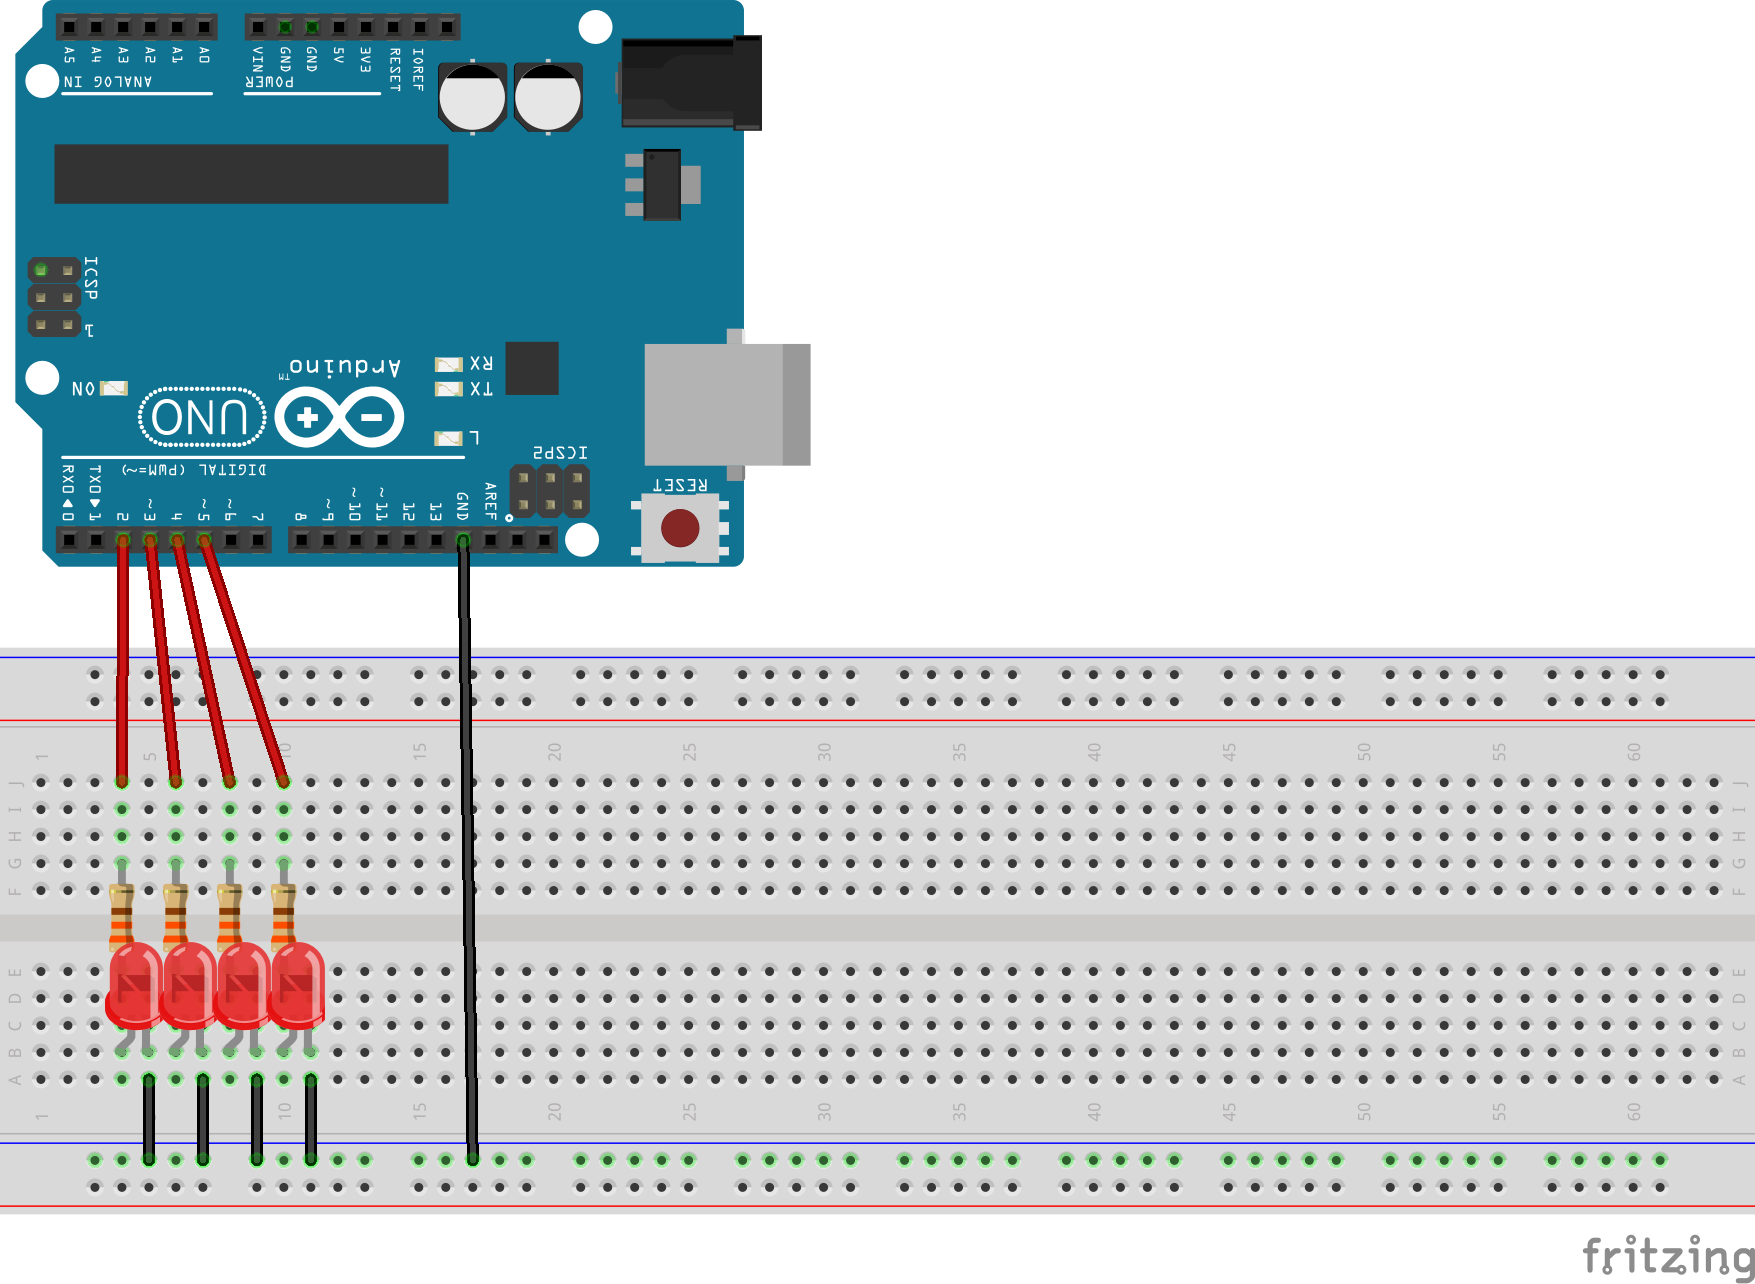 A5 A4 A3 A2 A1 A0
ANALOG IN
VIN GND GND 5V 3V3 RESET IOREF
POWER
ICSP
1
Arduino
TM
ON
UNO
RX
TX
L
ICSP2
RESET
DIGITAL (PWM=~)
RX0 ◀ 0
TX0 ▶ 1
2 ~3 4 ~5 ~6 7 8 ~9 ~10 ~11 12 13 GND AREF
1 5 10 15 20 25 30 35 40 45 50 55 60
J J
I I
H H
G G
F F
E E
D D
C C
B B
A A
1 10 15 20 25 30 35 40 45 50 55 60
fritzing